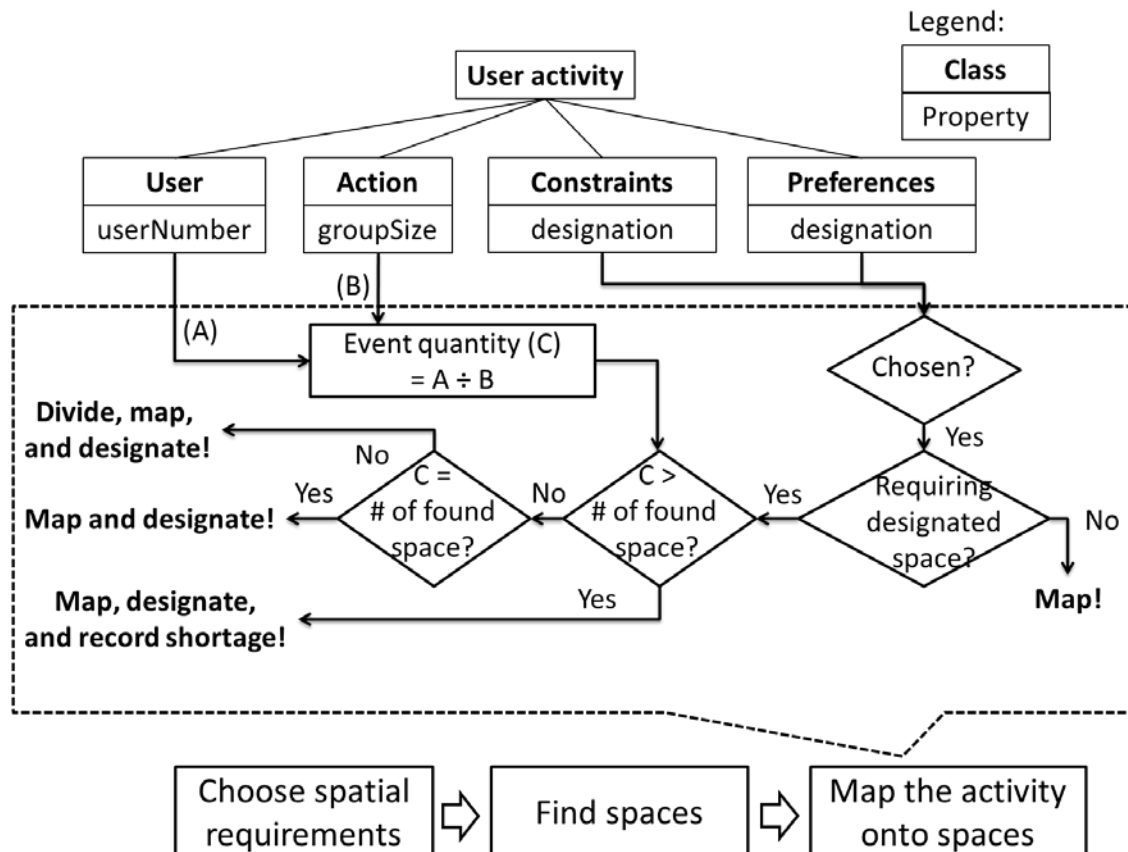 Legend:
Class
Property
User activity
User
userNumber
Action
groupSize
Constraints
designation
Preferences
designation
(A)
(B)
Event quantity (C)
= A ÷ B
Chosen?
Yes
Requiring
designated
space?
No
Map!
Yes
C >
# of found
space?
No
Yes
C =
# of found
space?
No
Yes
Divide, map,
and designate!
Map and designate!
Map, designate,
and record shortage!
Choose spatial
requirements
Find spaces
Map the activity
onto spaces